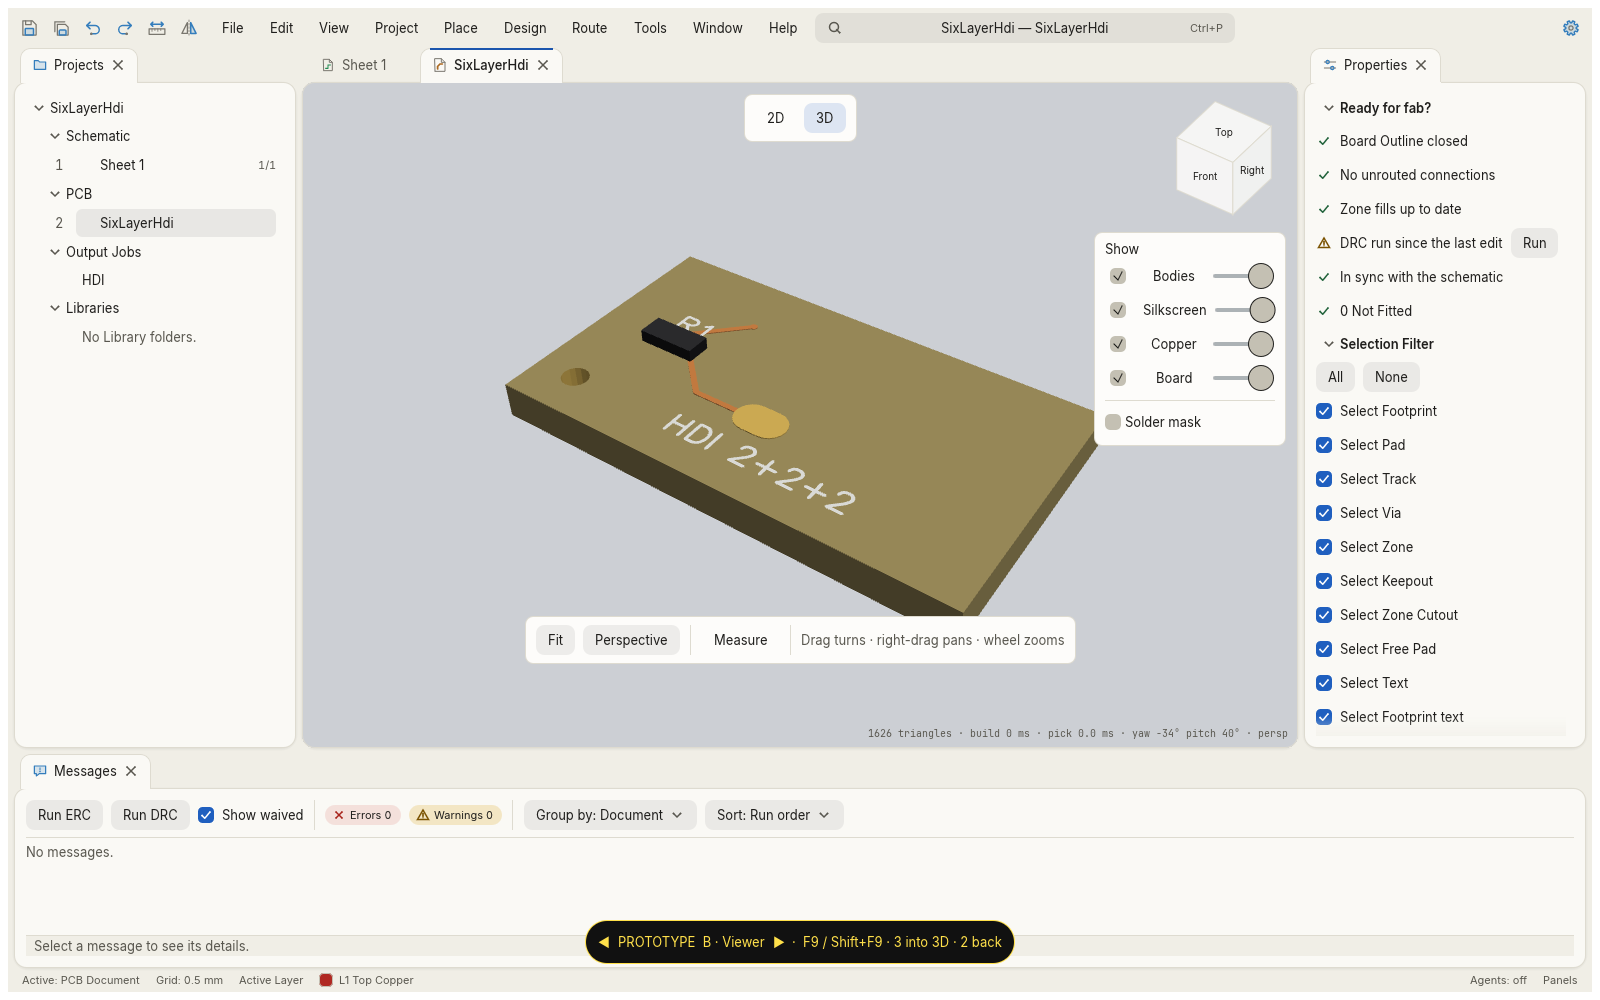 File Edit View Project Place Design Route Tools Window Help
SixLayerHdi — SixLayerHdi Ctrl+P
Projects
Sheet 1
SixLayerHdi
Properties
SixLayerHdi
Schematic
1 Sheet 1 1/1
PCB
2 SixLayerHdi
Output Jobs
HDI
Libraries
No Library folders.
2D 3D
Top
Front
Right
Show
Bodies
Silkscreen
Copper
Board
Solder mask
R1
HDI 2+2+2
Fit Perspective Measure Drag turns · right-drag pans · wheel zooms
1626 triangles · build 0 ms · pick 0.0 ms · yaw -34° pitch 40° · persp
Ready for fab?
Board Outline closed
No unrouted connections
Zone fills up to date
DRC run since the last edit Run
In sync with the schematic
0 Not Fitted
Selection Filter
All None
Select Footprint
Select Pad
Select Track
Select Via
Select Zone
Select Keepout
Select Zone Cutout
Select Free Pad
Select Text
Select Footprint text
Messages
Run ERC Run DRC Show waived Errors 0 Warnings 0 Group by: Document Sort: Run order
No messages.
Select a message to see its details.
PROTOTYPE B · Viewer · F9 / Shift+F9 · 3 into 3D · 2 back
Active: PCB Document Grid: 0.5 mm Active Layer L1 Top Copper Agents: off Panels